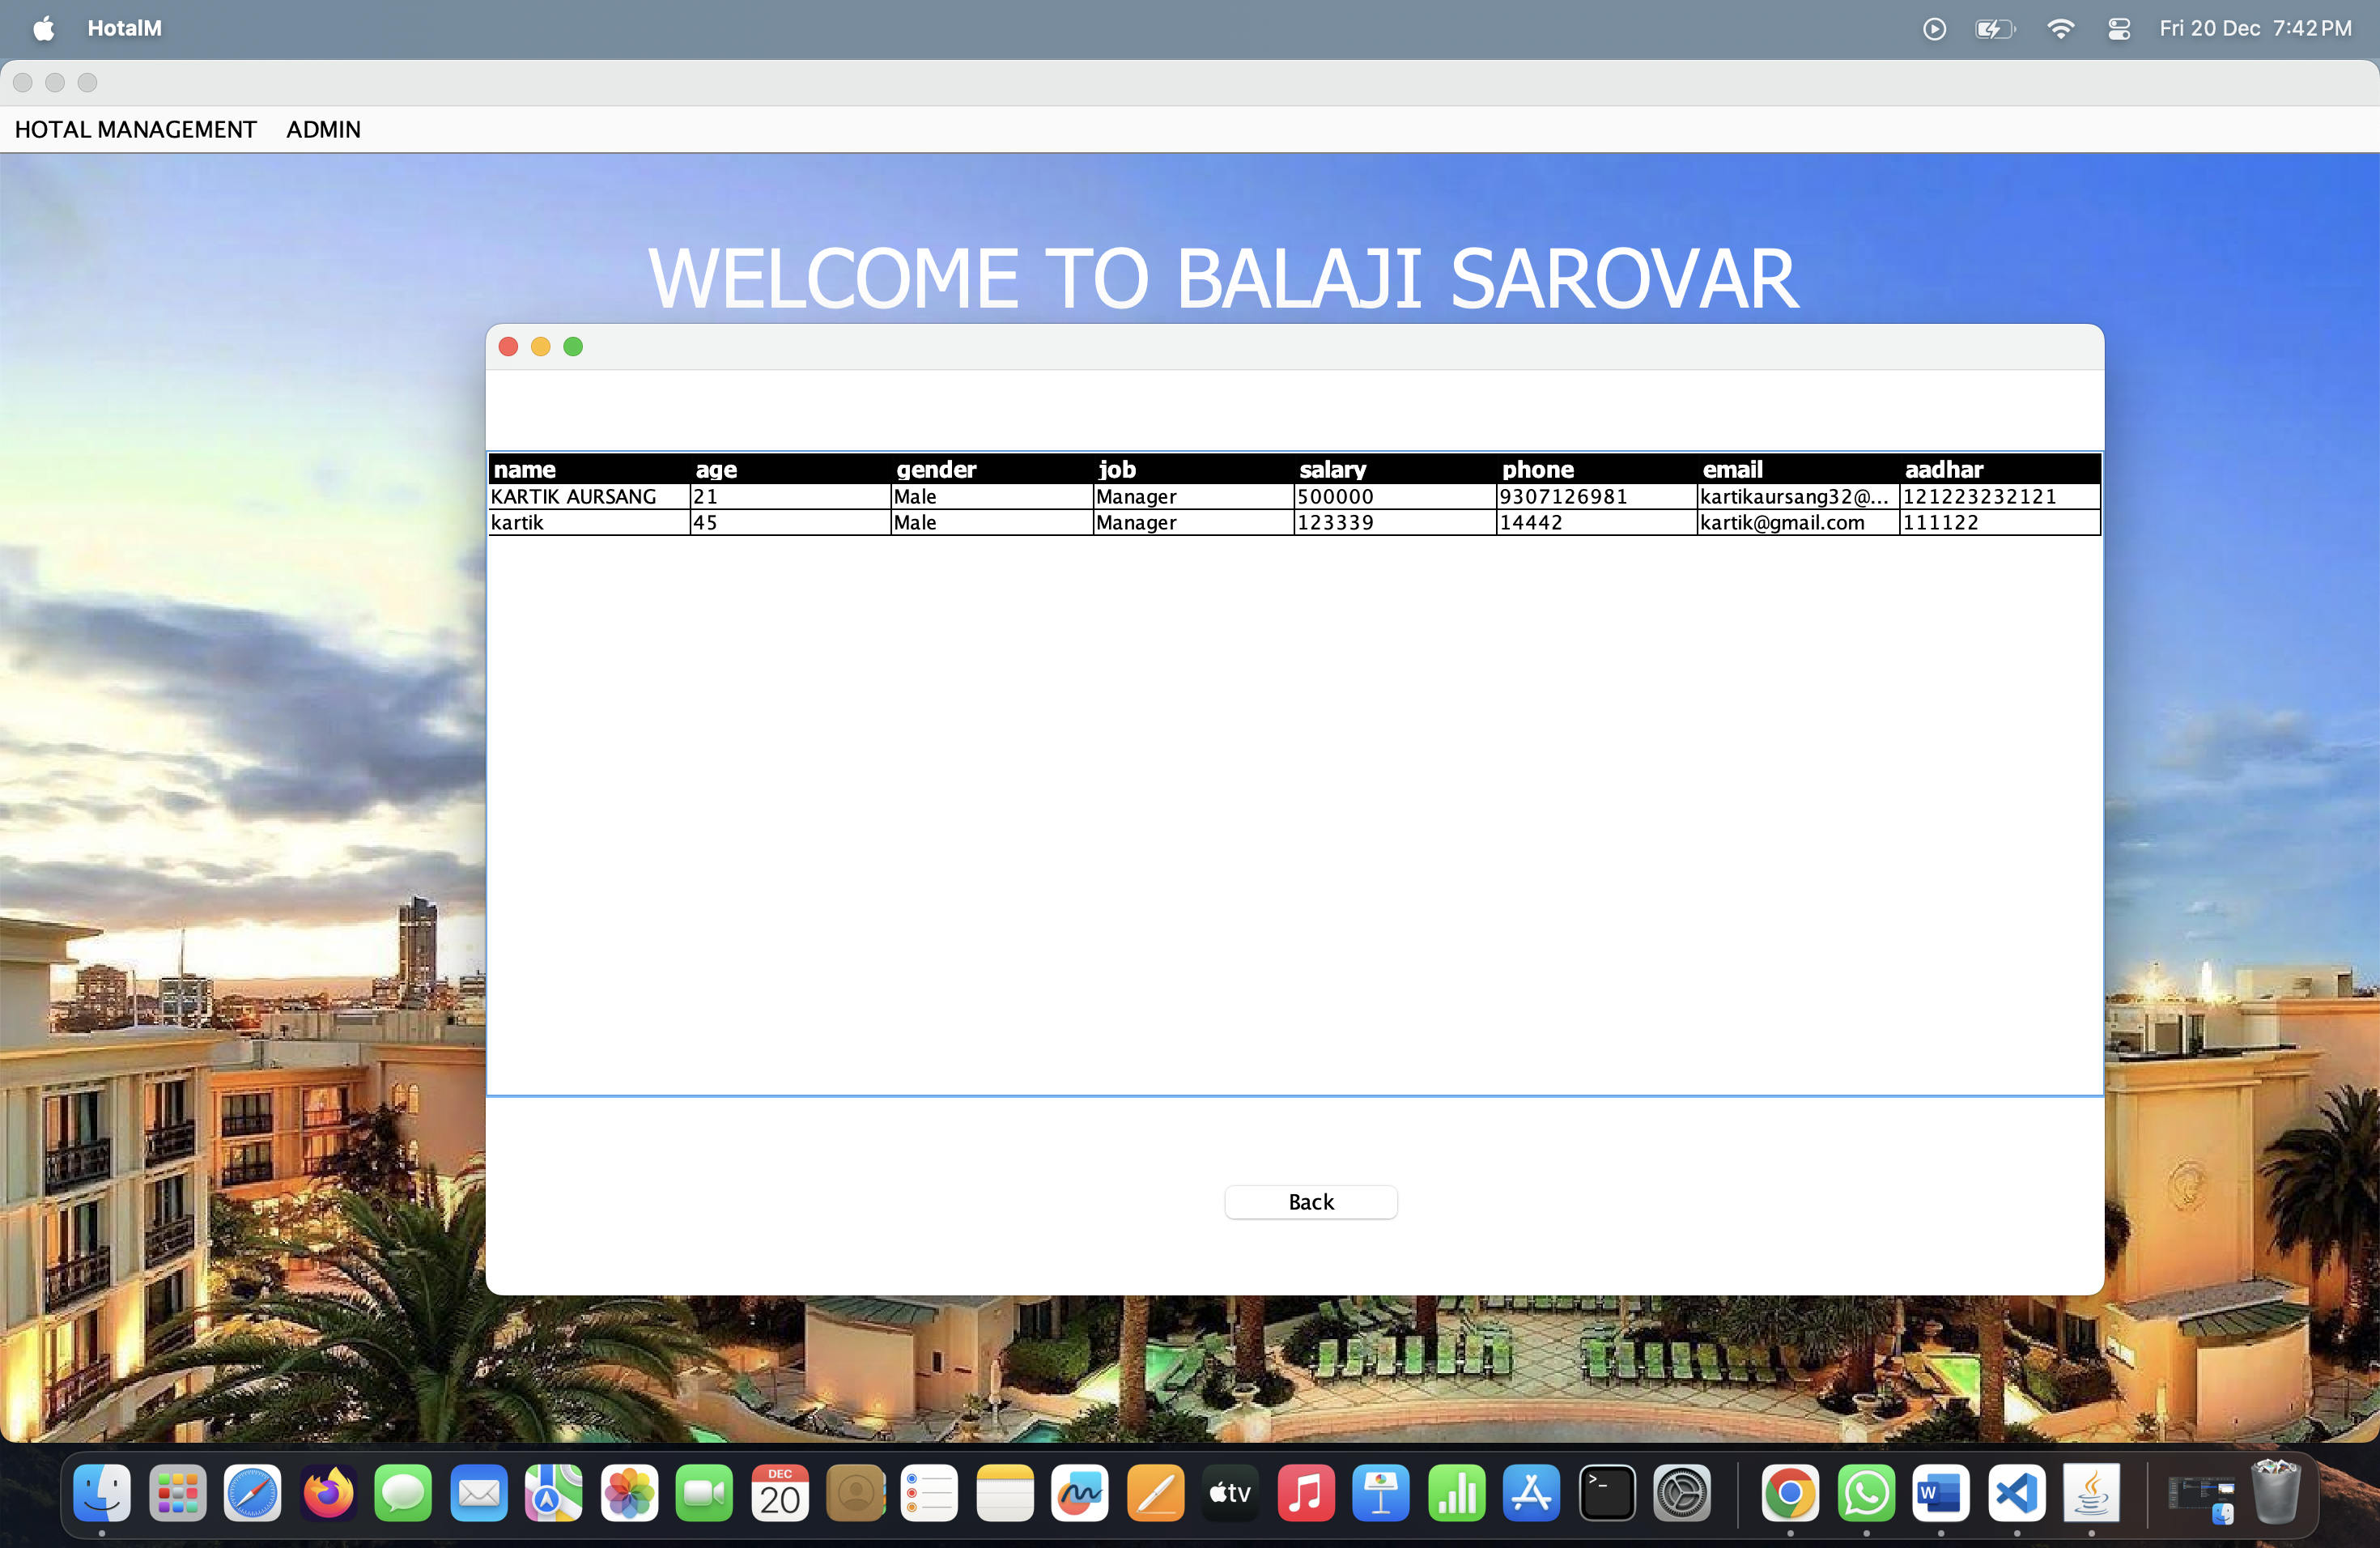 HotalM Fri 20 Dec 7:42 PM
HOTAL MANAGEMENT ADMIN
WELCOME TO BALAJI SAROVAR
name age gender job salary phone email aadhar
KARTIK AURSANG 21 Male Manager 500000 9307126981 kartikaursang32@... 121223232121
kartik 45 Male Manager 123339 14442 kartik@gmail.com 111122
Back
DEC
20
tv
>_
W